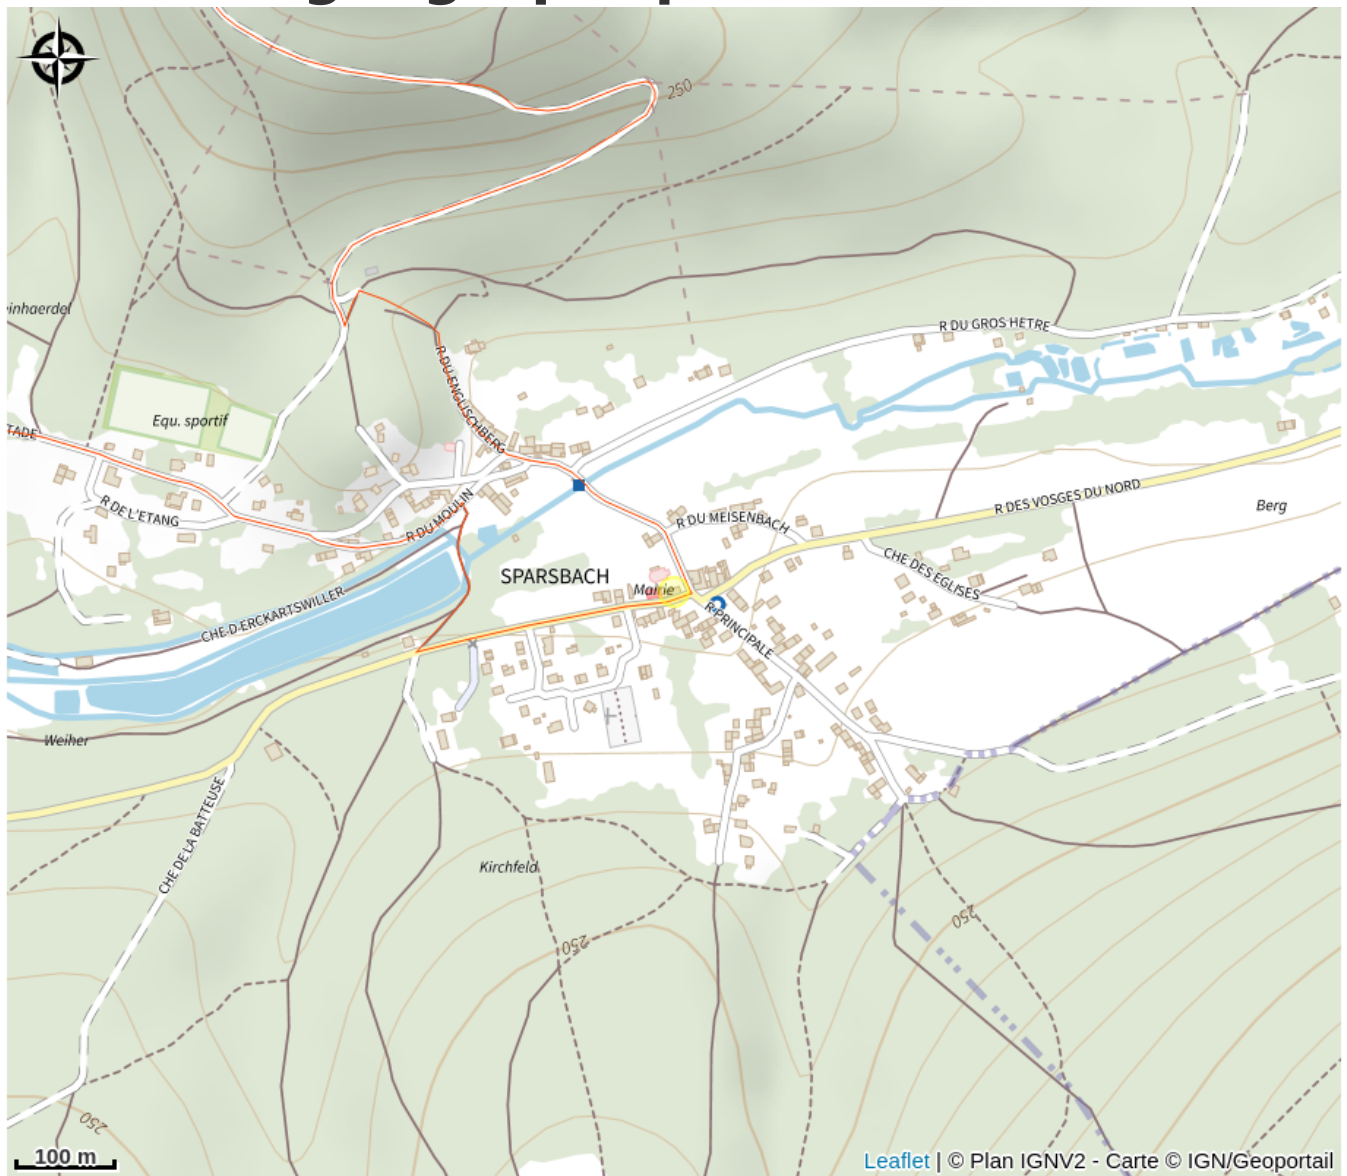 250
R DU GROS HETRE
Equ. sportif
R DU ENGLISCHBERG
R DE L'ETANG
R DU MOULIN
R DU MEISENBACH
R DES VOSGES DU NORD
Berg
CHE DES EGLISES
SPARSBACH
Mairie
R PRINCIPALE
CHE D ERCKARTSWILLER
Weiher
CHE DE LA BATTEUSE
Kirchfeld
250
250
250
100 m
Leaflet | © Plan IGNV2 - Carte © IGN/Geoportail